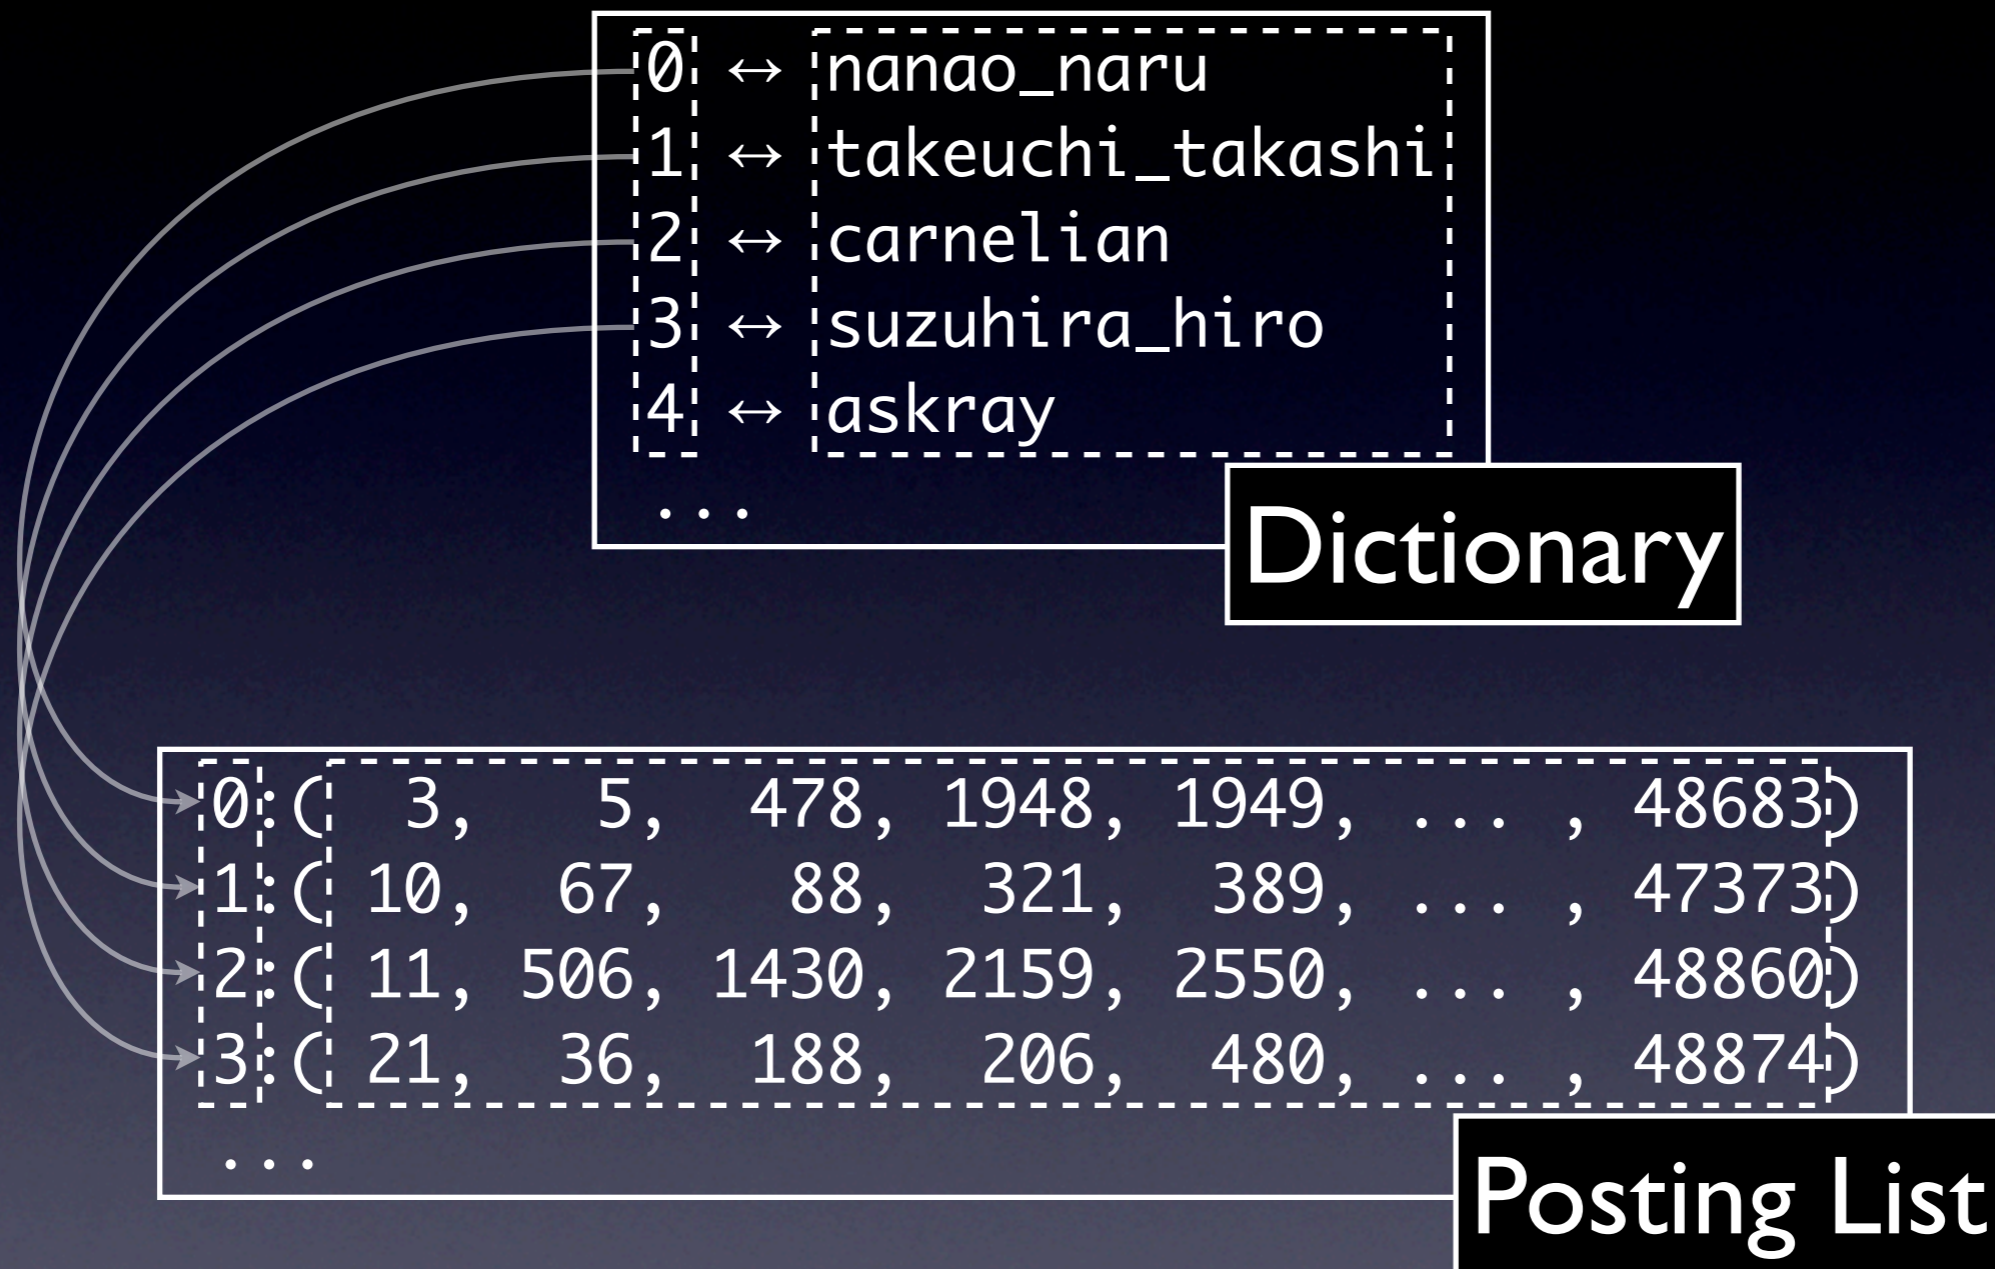 0 ↔ nanao_naru
1 ↔ takeuchi_takashi
2 ↔ carnelian
3 ↔ suzuhira_hiro
4 ↔ askray
...
Dictionary
0:( 3, 5, 478, 1948, 1949, ... , 48683)
1:( 10, 67, 88, 321, 389, ... , 47373)
2:( 11, 506, 1430, 2159, 2550, ... , 48860)
3:( 21, 36, 188, 206, 480, ... , 48874)
...
Posting List